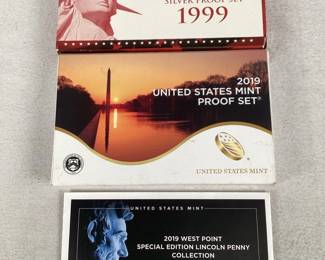 SILVER PROOF SET
1999
2019
UNITED STATES MINT
PROOF SET®
UNITED STATES MINT
UNITED STATES MINT
2019 WEST POINT
SPECIAL EDITION LINCOLN PENNY
COLLECTION